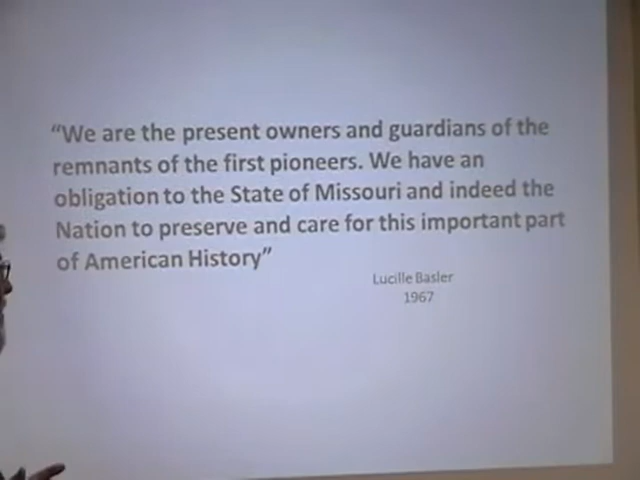 “We are the present owners and guardians of the
remnants of the first pioneers. We have an
obligation to the State of Missouri and indeed the
Nation to preserve and care for this important part
of American History”
Lucille Basler
1967